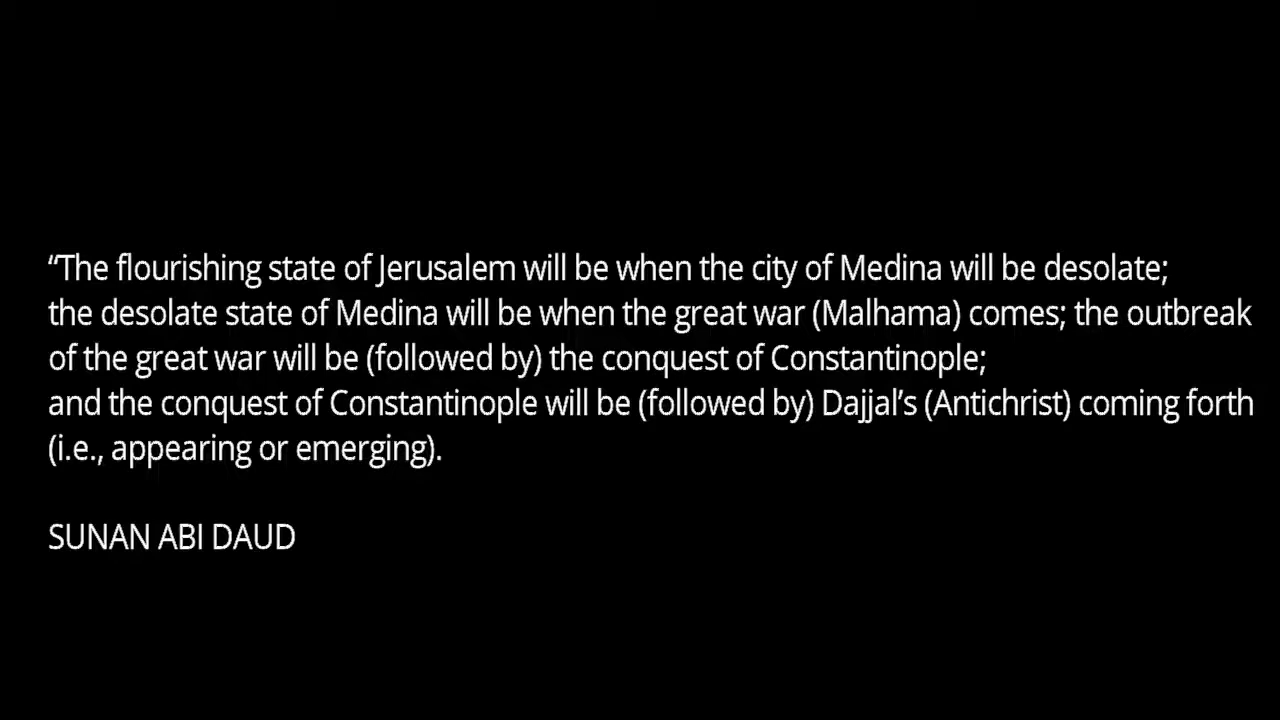 “The flourishing state of Jerusalem will be when the city of Medina will be desolate;
the desolate state of Medina will be when the great war (Malhama) comes; the outbreak
of the great war will be (followed by) the conquest of Constantinople;
and the conquest of Constantinople will be (followed by) Dajjal’s (Antichrist) coming forth
(i.e., appearing or emerging).
SUNAN ABI DAUD